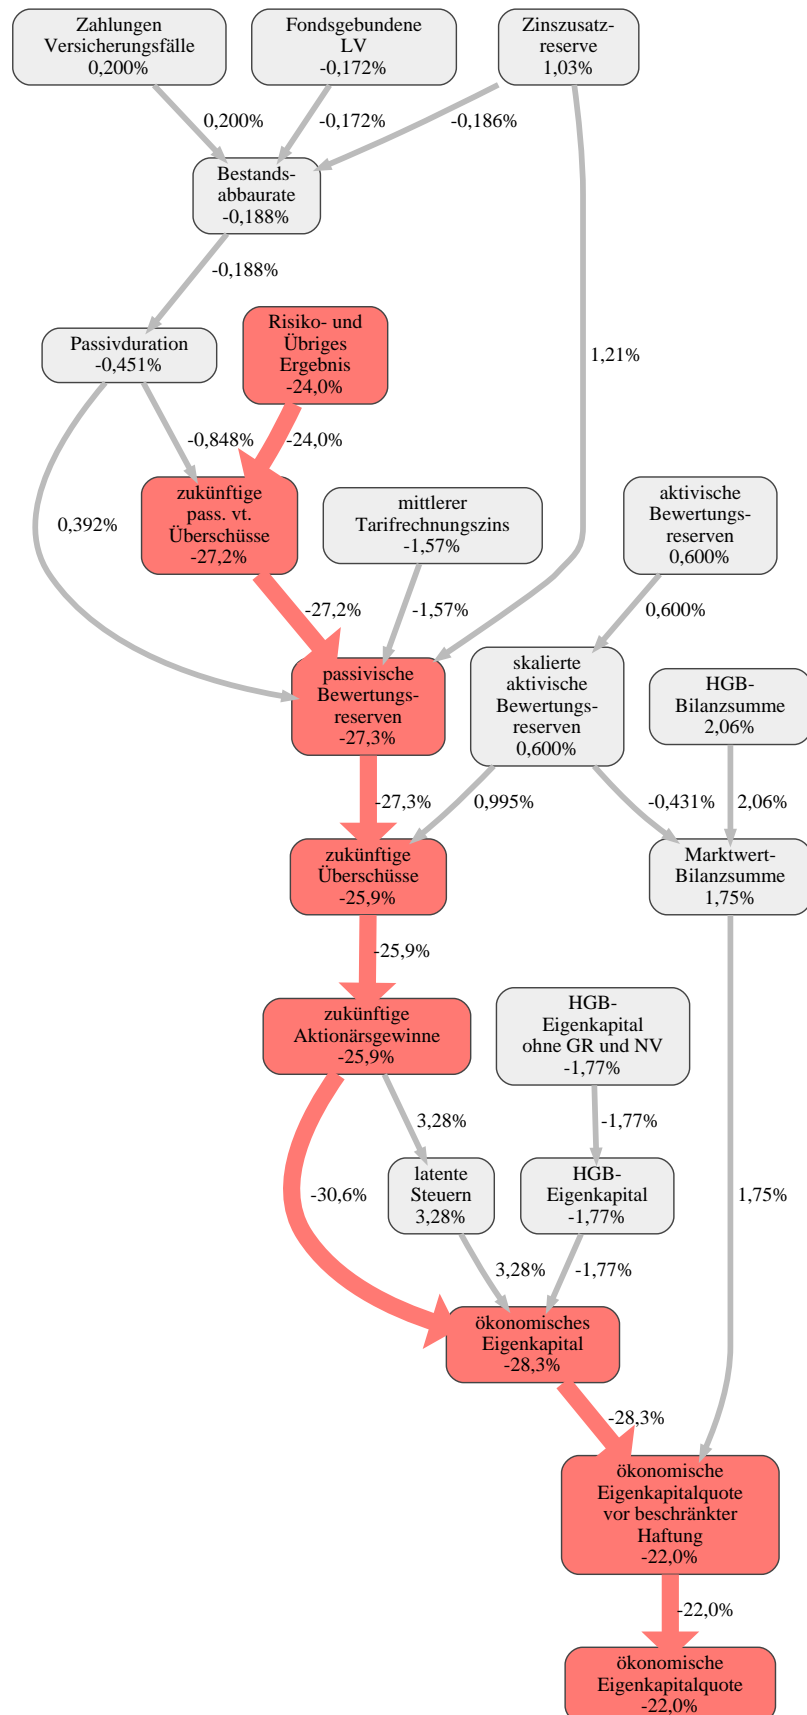 Zahlungen
Versicherungsfälle
0,200%
Fondsgebundene
LV
-0,172%
Zinszusatz-
reserve
1,03%
0,200%
-0,172%
-0,186%
Bestands-
abbaurate
-0,188%
-0,188%
Passivduration
-0,451%
Risiko- und
Übriges
Ergebnis
-24,0%
1,21%
-0,848%
-24,0%
0,392%
zukünftige
pass. vt.
Überschüsse
-27,2%
mittlerer
Tarifrechnungszins
-1,57%
aktivische
Bewertungs-
reserven
0,600%
-27,2%
-1,57%
0,600%
passivische
Bewertungs-
reserven
-27,3%
skalierte
aktivische
Bewertungs-
reserven
0,600%
HGB-
Bilanzsumme
2,06%
-27,3%
0,995%
-0,431%
2,06%
zukünftige
Überschüsse
-25,9%
Marktwert-
Bilanzsumme
1,75%
-25,9%
zukünftige
Aktionärsgewinne
-25,9%
HGB-
Eigenkapital
ohne GR und NV
-1,77%
3,28%
-1,77%
-30,6%
latente
Steuern
3,28%
HGB-
Eigenkapital
-1,77%
1,75%
3,28%
-1,77%
ökonomisches
Eigenkapital
-28,3%
-28,3%
ökonomische
Eigenkapitalquote
vor beschränkter
Haftung
-22,0%
-22,0%
ökonomische
Eigenkapitalquote
-22,0%